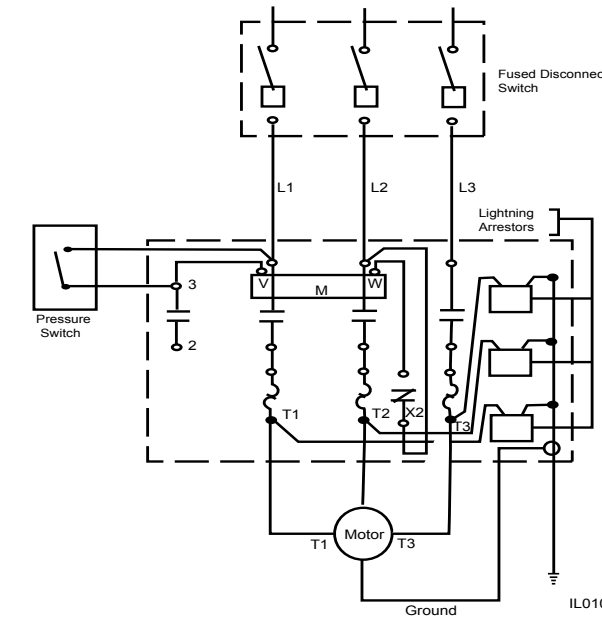 Fused Disconnec
Switch
L1
L2
L3
Lightning
Arrestors
V
M
W
3
Pressure
Switch
2
T1
T2
X2
T3
T1
Motor
T3
Ground
IL010